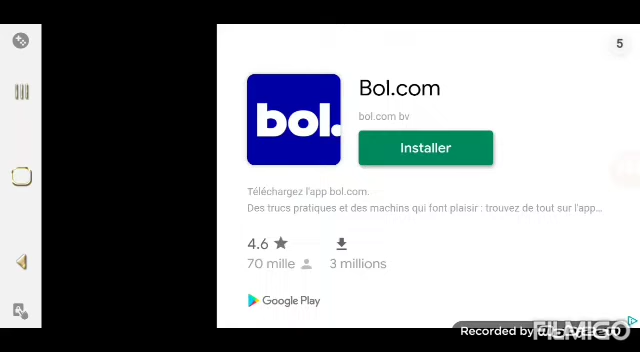 5
Bol.com
bol.
bol.com bv
Installer
Téléchargez l'app bol.com.
Des trucs pratiques et des machins qui font plaisir : trouvez de tout sur l'app...
4.6
70 mille
3 millions
Google Play
Recorded by
FILMIGO